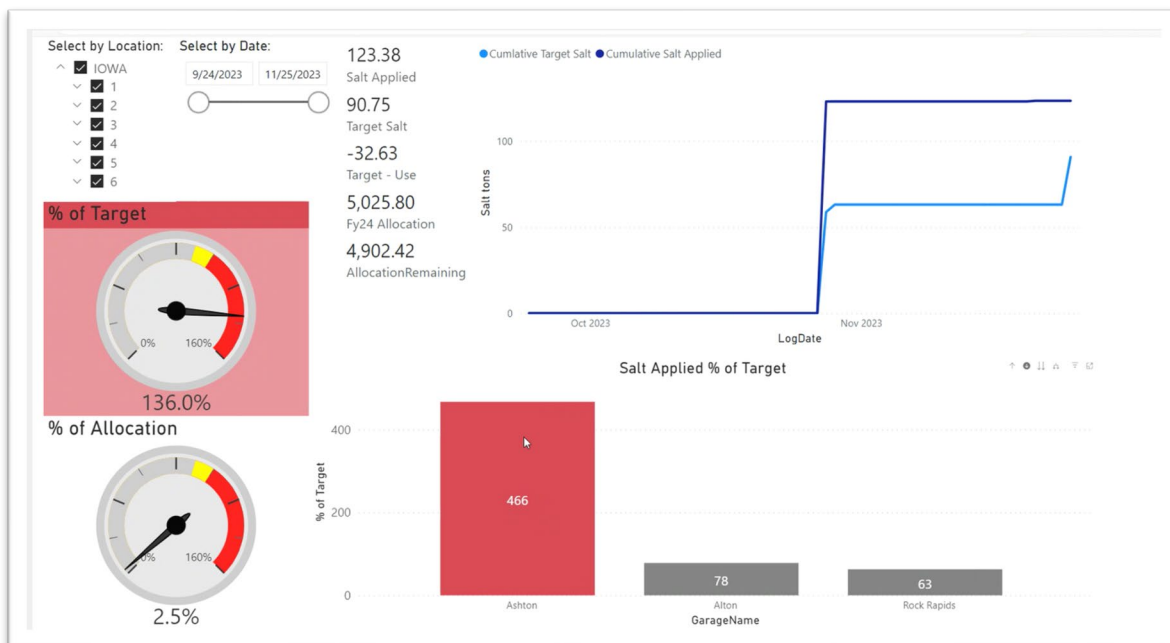 Select by Location:
IOWA
1
2
3
4
5
6
Select by Date:
9/24/2023 11/25/2023
123.38
Salt Applied
90.75
Target Salt
-32.63
Target - Use
5,025.80
Fy24 Allocation
4,902.42
AllocationRemaining
Cumlative Target Salt Cumulative Salt Applied
Salt tons
100
50
0
Oct 2023 Nov 2023
LogDate
% of Target
0% 160%
136.0%
% of Allocation
0% 160%
2.5%
Salt Applied % of Target
% of Target
400
200
0
466
78
63
Ashton Alton Rock Rapids
GarageName